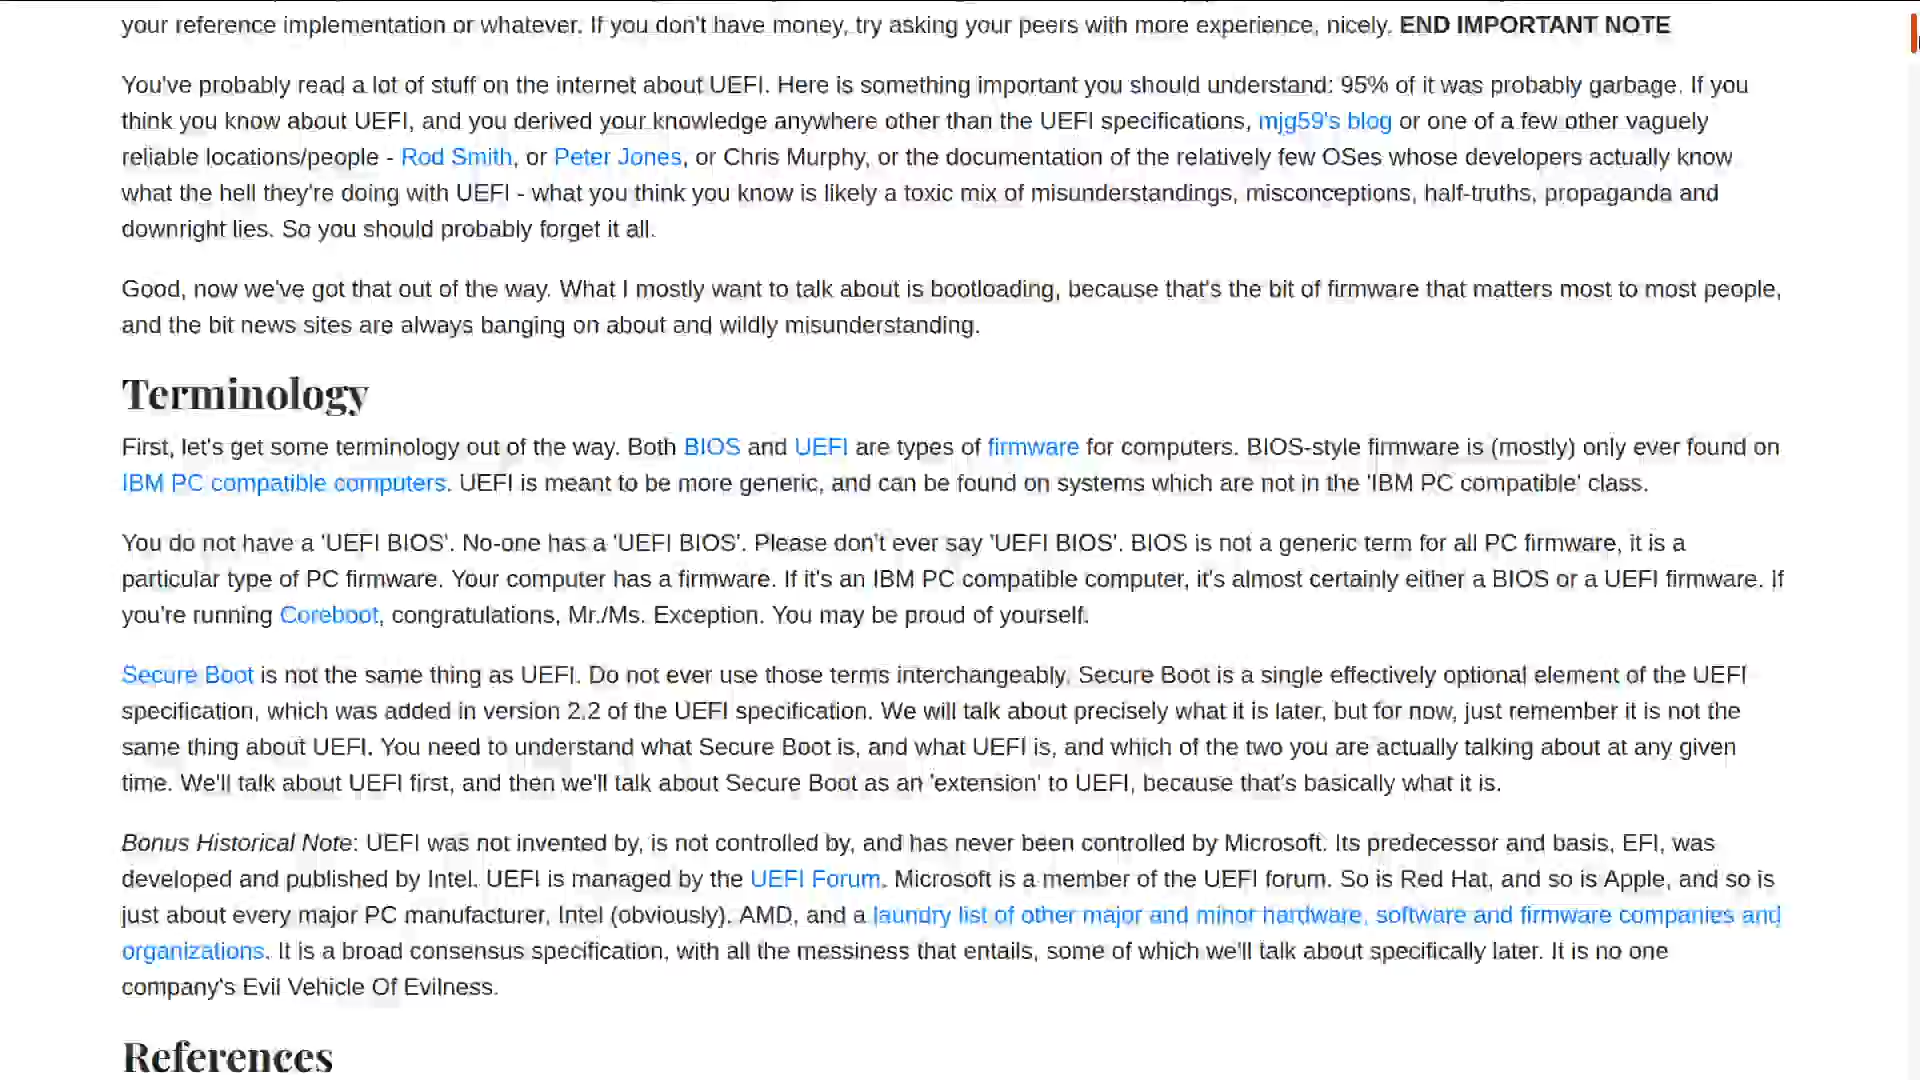 your reference implementation or whatever. If you don't have money, try asking your peers with more experience, nicely. END IMPORTANT NOTE
You've probably read a lot of stuff on the internet about UEFI. Here is something important you should understand: 95% of it was probably garbage. If you
think you know about UEFI, and you derived your knowledge anywhere other than the UEFI specifications, mjg59's blog or one of a few other vaguely
reliable locations/people - Rod Smith, or Peter Jones, or Chris Murphy, or the documentation of the relatively few OSes whose developers actually know
what the hell they're doing with UEFI - what you think you know is likely a toxic mix of misunderstandings, misconceptions, half-truths, propaganda and
downright lies. So you should probably forget it all.
Good, now we've got that out of the way. What I mostly want to talk about is bootloading, because that's the bit of firmware that matters most to most people,
and the bit news sites are always banging on about and wildly misunderstanding.
Terminology
First, let's get some terminology out of the way. Both BIOS and UEFI are types of firmware for computers. BIOS-style firmware is (mostly) only ever found on
IBM PC compatible computers. UEFI is meant to be more generic, and can be found on systems which are not in the 'IBM PC compatible' class.
You do not have a 'UEFI BIOS'. No-one has a 'UEFI BIOS'. Please don't ever say 'UEFI BIOS'. BIOS is not a generic term for all PC firmware, it is a
particular type of PC firmware. Your computer has a firmware. If it's an IBM PC compatible computer, it's almost certainly either a BIOS or a UEFI firmware. If
you're running Coreboot, congratulations, Mr./Ms. Exception. You may be proud of yourself.
Secure Boot is not the same thing as UEFI. Do not ever use those terms interchangeably. Secure Boot is a single effectively optional element of the UEFI
specification, which was added in version 2.2 of the UEFI specification. We will talk about precisely what it is later, but for now, just remember it is not the
same thing about UEFI. You need to understand what Secure Boot is, and what UEFI is, and which of the two you are actually talking about at any given
time. We'll talk about UEFI first, and then we'll talk about Secure Boot as an 'extension' to UEFI, because that's basically what it is.
Bonus Historical Note: UEFI was not invented by, is not controlled by, and has never been controlled by Microsoft. Its predecessor and basis, EFI, was
developed and published by Intel. UEFI is managed by the UEFI Forum. Microsoft is a member of the UEFI forum. So is Red Hat, and so is Apple, and so is
just about every major PC manufacturer, Intel (obviously), AMD, and a laundry list of other major and minor hardware, software and firmware companies and
organizations. It is a broad consensus specification, with all the messiness that entails, some of which we'll talk about specifically later. It is no one
company's Evil Vehicle Of Evilness.
References